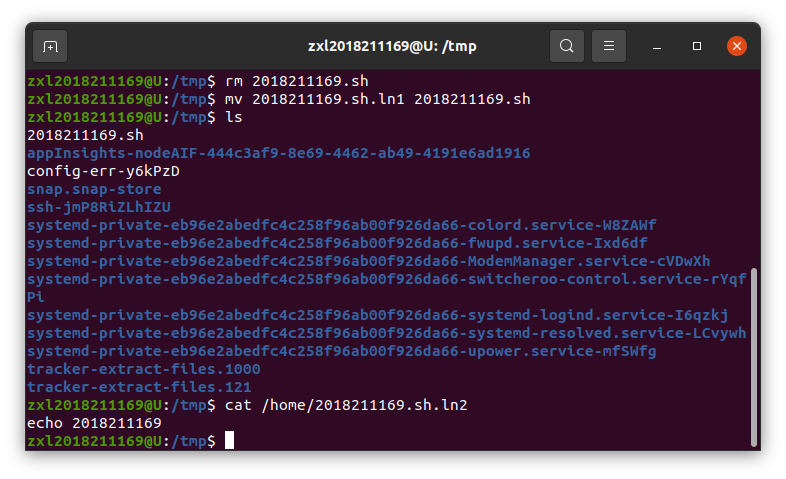 zxl2018211169@U: /tmp
zxl2018211169@U:/tmp$ rm 2018211169.sh
zxl2018211169@U:/tmp$ mv 2018211169.sh.ln1 2018211169.sh
zxl2018211169@U:/tmp$ ls
2018211169.sh
appInsights-nodeAIF-444c3af9-8e69-4462-ab49-4191e6ad1916
config-err-y6kPzD
snap.snap-store
ssh-jmP8RiZLhIZU
systemd-private-eb96e2abedfc4c258f96ab00f926da66-colord.service-W8ZAWf
systemd-private-eb96e2abedfc4c258f96ab00f926da66-fwupd.service-Ixd6df
systemd-private-eb96e2abedfc4c258f96ab00f926da66-ModemManager.service-cVDwXh
systemd-private-eb96e2abedfc4c258f96ab00f926da66-switcheroo-control.service-rYqf
Pi
systemd-private-eb96e2abedfc4c258f96ab00f926da66-systemd-logind.service-I6qzkj
systemd-private-eb96e2abedfc4c258f96ab00f926da66-systemd-resolved.service-LCvywh
systemd-private-eb96e2abedfc4c258f96ab00f926da66-upower.service-mfSWfg
tracker-extract-files.1000
tracker-extract-files.121
zxl2018211169@U:/tmp$ cat /home/2018211169.sh.ln2
echo 2018211169
zxl2018211169@U:/tmp$